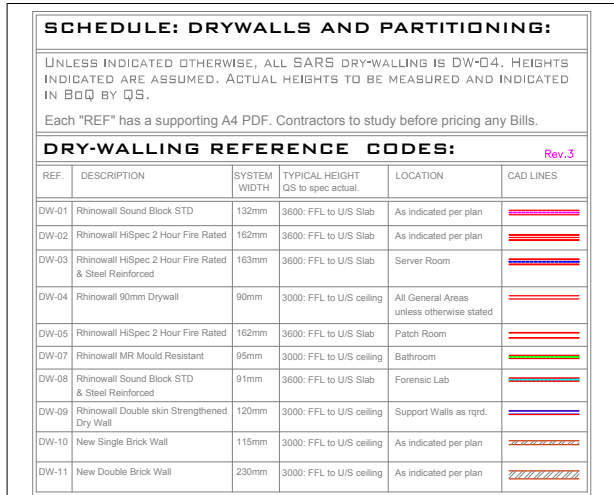 SCHEDULE: DRYWALLS AND PARTITIONING:
UNLESS INDICATED OTHERWISE, ALL SARS DRY-WALLING IS DW-04. HEIGHTS
INDICATED ARE ASSUMED. ACTUAL HEIGHTS TO BE MEASURED AND INDICATED
IN BoQ BY QS.
Each "REF" has a supporting A4 PDF. Contractors to study before pricing any Bills.
DRY-WALLING REFERENCE CODES: Rev.3
REF. DESCRIPTION SYSTEM WIDTH TYPICAL HEIGHT QS to spec actual. LOCATION CAD LINES
DW-01 Rhinowall Sound Block STD 132mm 3600: FFL to U/S Slab As indicated per plan
DW-02 Rhinowall HiSpec 2 Hour Fire Rated 162mm 3600: FFL to U/S Slab As indicated per plan
DW-03 Rhinowall HiSpec 2 Hour Fire Rated 163mm 3600: FFL to U/S Slab Server Room
& Steel Reinforced
DW-04 Rhinowall 90mm Drywall 90mm 3000: FFL to U/S ceiling All General Areas
unless otherwise stated
DW-05 Rhinowall HiSpec 2 Hour Fire Rated 162mm 3600: FFL to U/S Slab Patch Room
DW-07 Rhinowall MR Mould Resistant 95mm 3000: FFL to U/S ceiling Bathroom
DW-08 Rhinowall Sound Block STD 91mm 3600: FFL to U/S Slab Forensic Lab
& Steel Reinforced
DW-09 Rhinowall Double skin Strengthened 120mm 3000: FFL to U/S ceiling Support Walls as rqrd.
Dry Wall
DW-10 New Single Brick Wall 115mm 3000: FFL to U/S ceiling As indicated per plan
DW-11 New Double Brick Wall 230mm 3000: FFL to U/S ceiling As indicated per plan